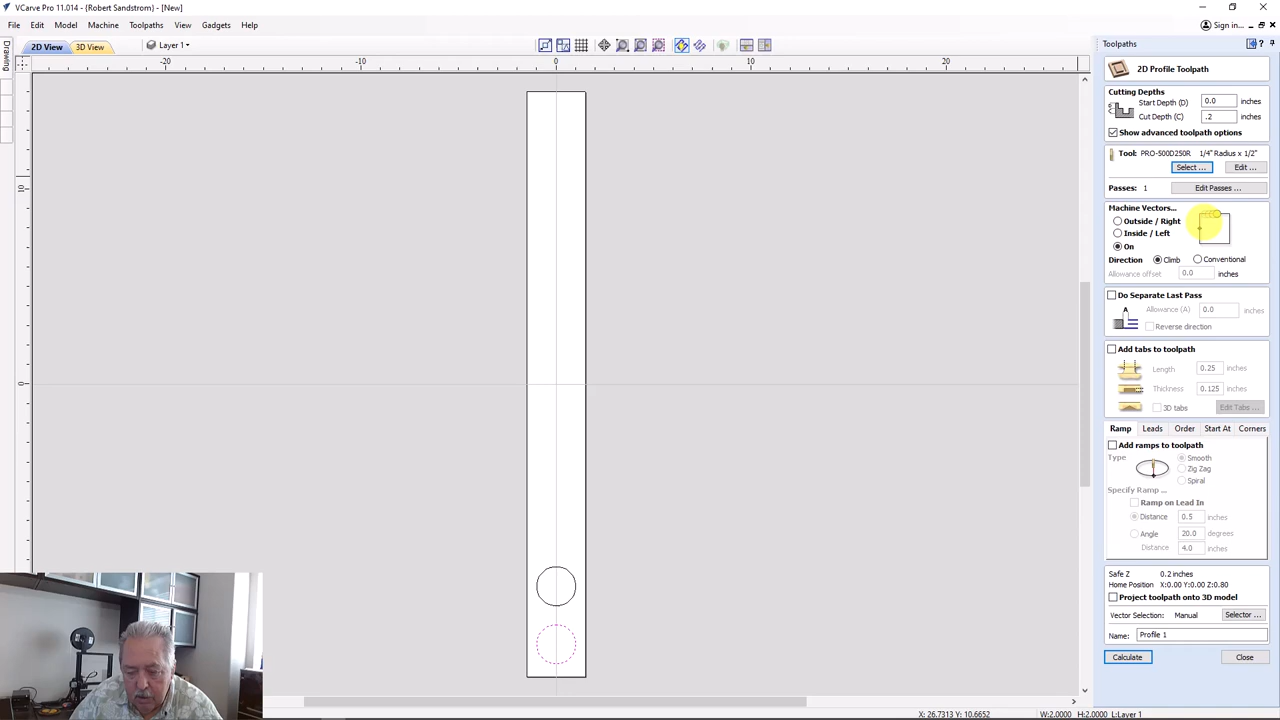 VCarve Pro 11.014 - {Robert Sandstrom} - [New]
File Edit Model Machine Toolpaths View Gadgets Help
Sign in...
Drawing
2D View 3D View Layer 1
Toolpaths
-20 -10 0 10 20
10
0
2D Profile Toolpath
Cutting Depths
Start Depth (D) 0.0 inches
Cut Depth (C) .2 inches
Show advanced toolpath options
Tool: PRO-500D250R 1/4" Radius x 1/2"
Select ... Edit ...
Passes: 1 Edit Passes ...
Machine Vectors...
Outside / Right
Inside / Left
On
Direction Climb Conventional
Allowance offset 0.0 inches
Do Separate Last Pass
Allowance (A) 0.0 inches
Reverse direction
Add tabs to toolpath
Length 0.25 inches
Thickness 0.125 inches
3D tabs Edit Tabs ...
Ramp Leads Order Start At Corners
Add ramps to toolpath
Type Smooth
Zig Zag
Spiral
Specify Ramp ...
Ramp on Lead In
Distance 0.5 inches
Angle 20.0 degrees
Distance 4.0 inches
Safe Z 0.2 inches
Home Position X:0.00 Y:0.00 Z:0.80
Project toolpath onto 3D model
Vector Selection: Manual Selector ...
Name: Profile 1
Calculate Close
X: 26.7313 Y: 10.6652 W:2.0000 H:2.0000 L:Layer 1